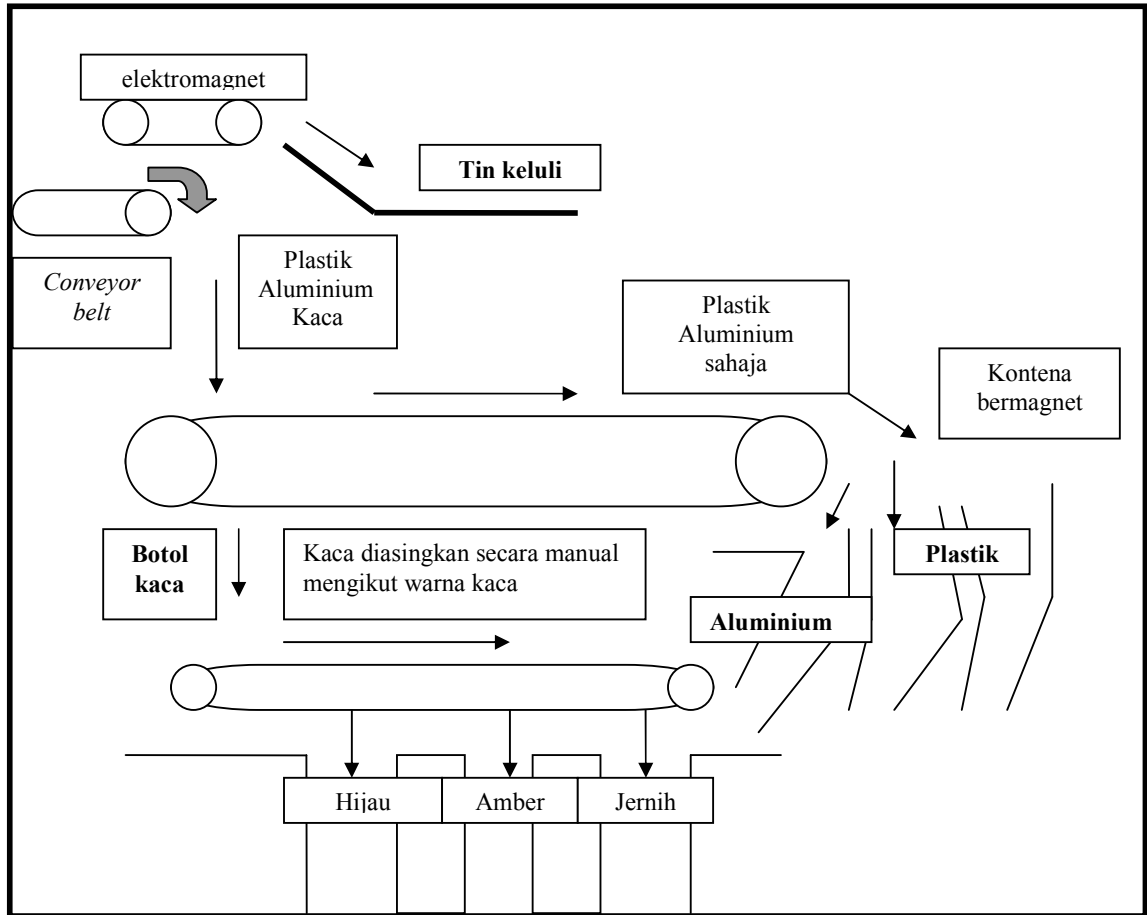 elektromagnet
Tin keluli
Conveyor
belt
Plastik
Aluminium
Kaca
Plastik
Aluminium
sahaja
Kontena
bermagnet
Botol
kaca
Kaca diasingkan secara manual
mengikut warna kaca
Plastik
Aluminium
Hijau
Amber
Jernih